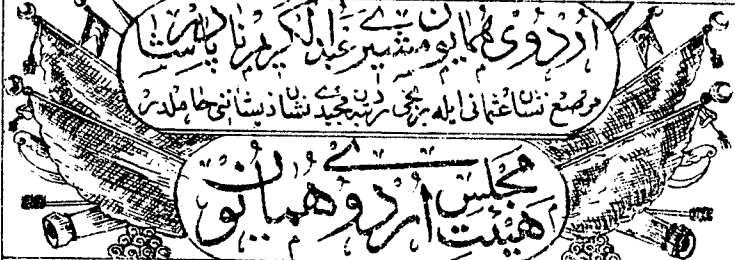 اردوی همایون مشیری عبدالکریم نادر پاشا
مرصع نشان عثمانی ایله برنجی رتبه‌دن مجیدی نشان ذیشاننی حاملدر
مجلس هیئت اردوی همایون